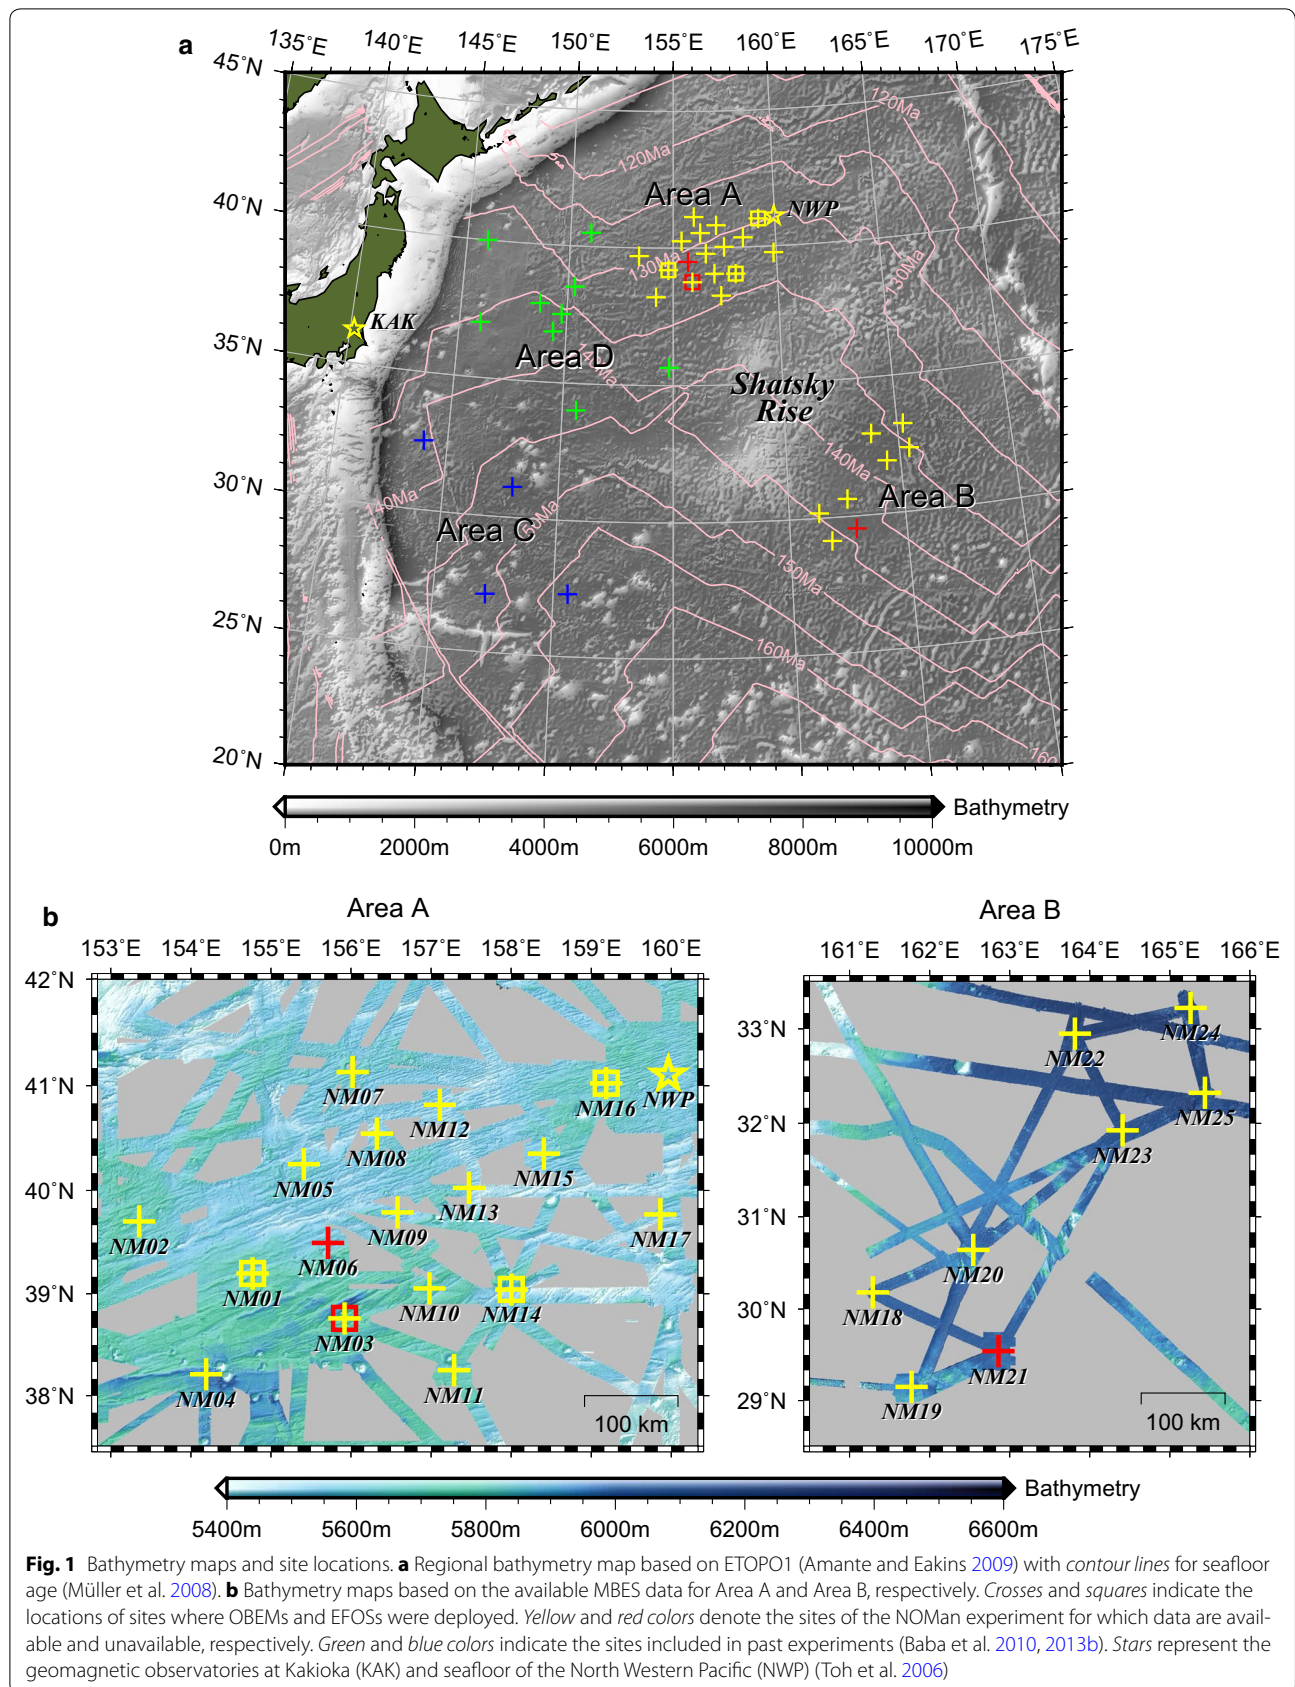 a
135˚E 140˚E 145˚E 150˚E 155˚E 160˚E 165˚E 170˚E 175˚E
45˚N
120Ma
120Ma
Area A
40˚N
NWP
130Ma
130Ma
KAK
35˚N
Area D
140Ma
Shatsky
Rise
140Ma
30˚N
140Ma
Area B
Area C
50Ma
150Ma
25˚N
160Ma
20˚N
160
Bathymetry
0m 2000m 4000m 6000m 8000m 10000m
b
Area A
153˚E 154˚E 155˚E 156˚E 157˚E 158˚E 159˚E 160˚E
42˚N
41˚N
NM07
NM16
NWP
NM12
NM08
NM05
NM15
40˚N
NM13
NM09
NM17
NM02
NM06
39˚N
NM01
NM10
NM14
NM03
38˚N
NM04
NM11
100 km
Area B
161˚E 162˚E 163˚E 164˚E 165˚E 166˚E
33˚N
NM24
NM22
NM25
32˚N
NM23
31˚N
NM20
30˚N
NM18
NM21
29˚N
NM19
100 km
Bathymetry
5400m 5600m 5800m 6000m 6200m 6400m 6600m
Fig. 1 Bathymetry maps and site locations. a Regional bathymetry map based on ETOPO1 (Amante and Eakins 2009) with contour lines for seafloor
age (Müller et al. 2008). b Bathymetry maps based on the available MBES data for Area A and Area B, respectively. Crosses and squares indicate the
locations of sites where OBEMs and EFOSs were deployed. Yellow and red colors denote the sites of the NOMan experiment for which data are avail-
able and unavailable, respectively. Green and blue colors indicate the sites included in past experiments (Baba et al. 2010, 2013b). Stars represent the
geomagnetic observatories at Kakioka (KAK) and seafloor of the North Western Pacific (NWP) (Toh et al. 2006)